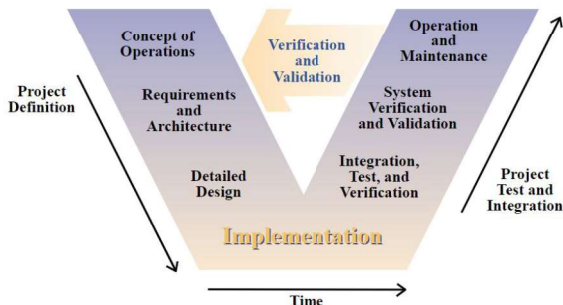 Concept of
Operations
Verification
and
Validation
Operation
and
Maintenance
Project
Definition
Requirements
and
Architecture
System
Verification
and Validation
Detailed
Design
Integration,
Test, and
Verification
Project
Test and
Integration
Implementation
Time